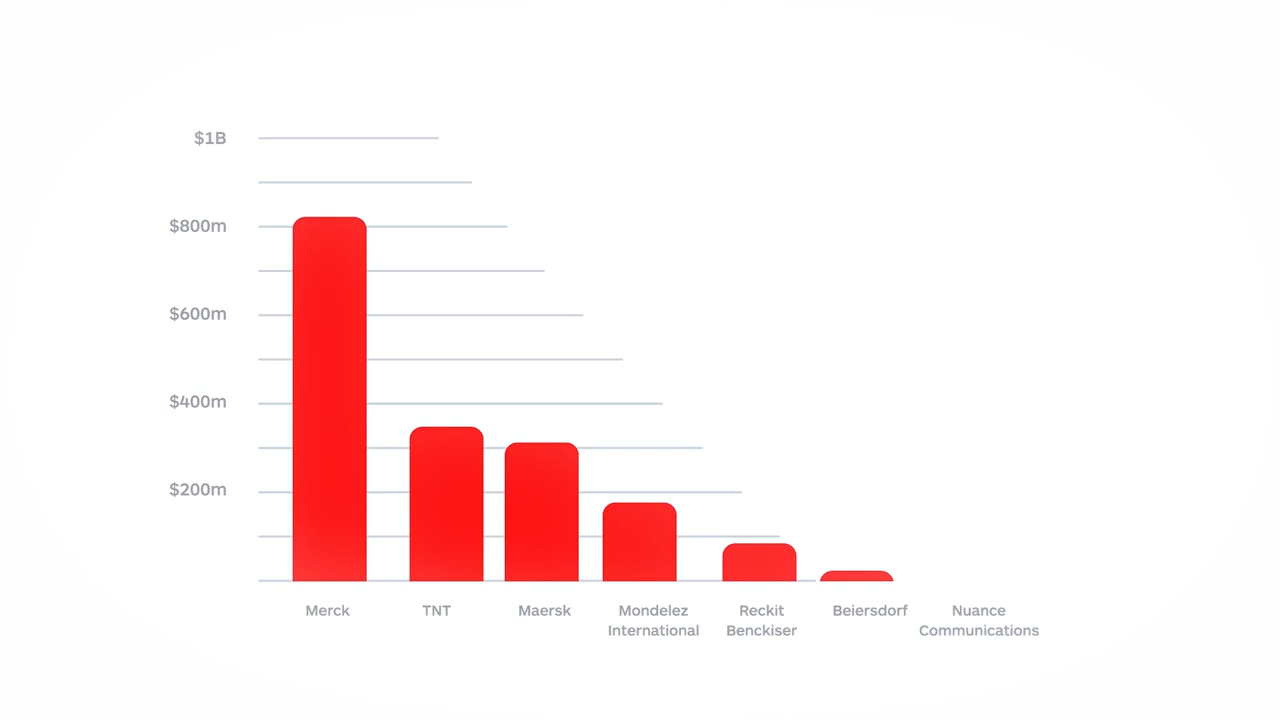 $1B
$800m
$600m
$400m
$200m
Merck
TNT
Maersk
Mondelez
International
Reckit
Benckiser
Beiersdorf
Nuance
Communications